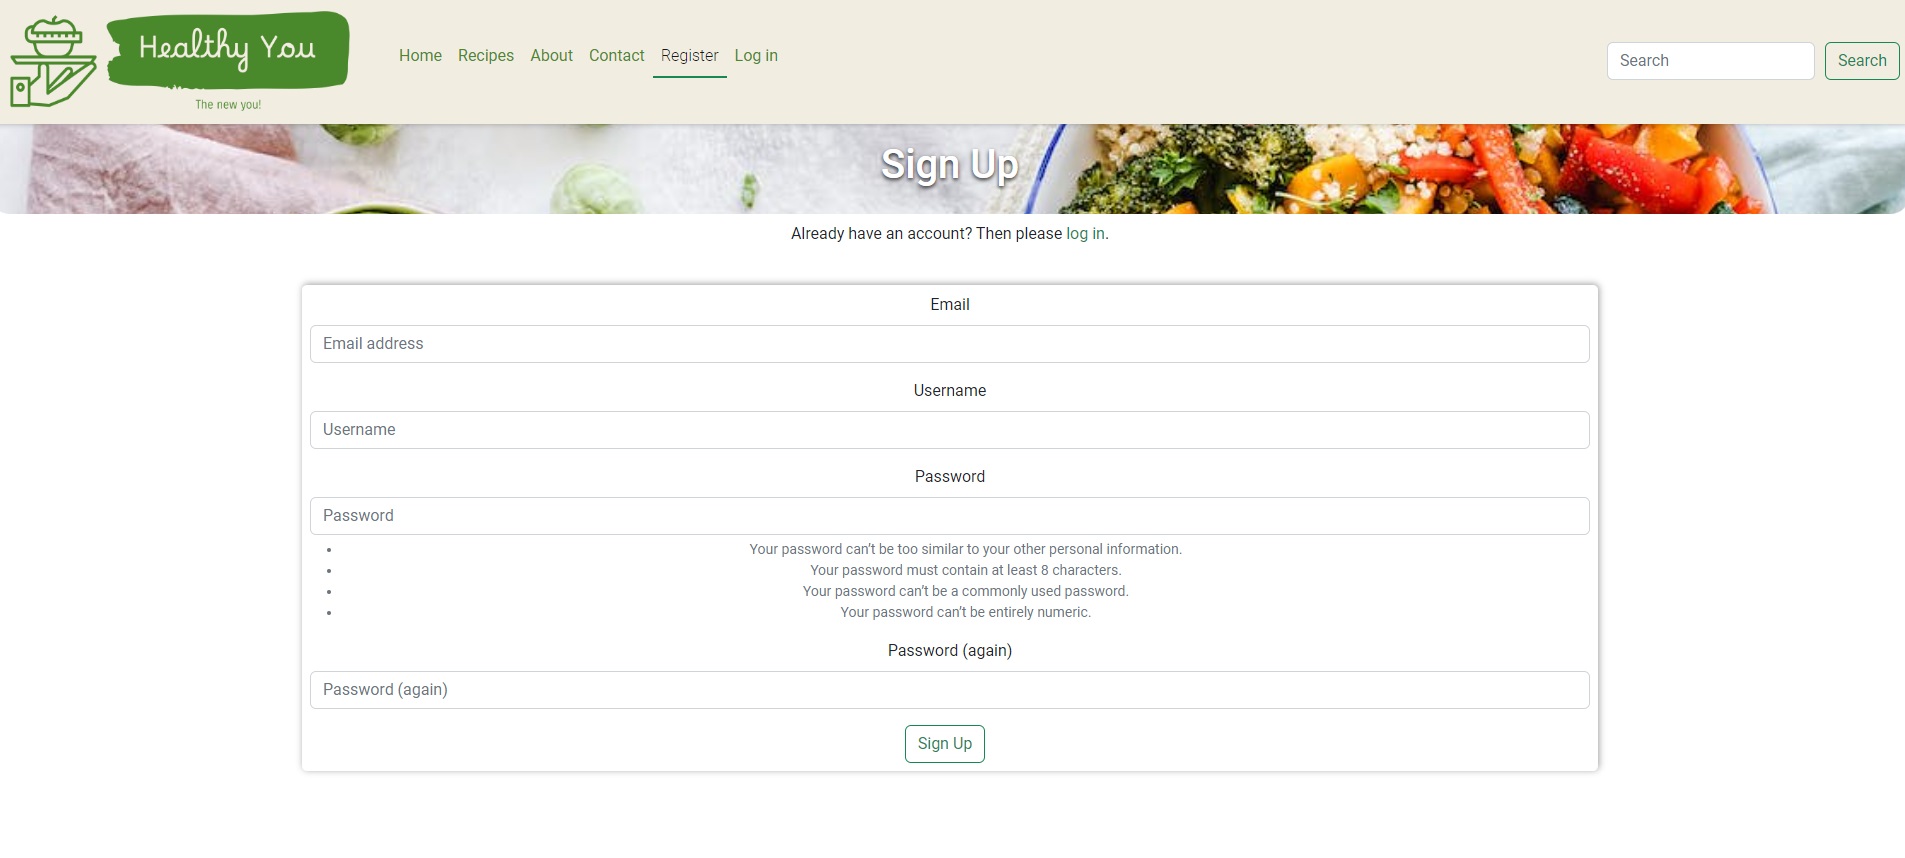 Healthy You
The new you!
Home Recipes About Contact Register Log in
Search Search
Sign Up
Already have an account? Then please log in.
Email
Email address
Username
Username
Password
Password
• Your password can’t be too similar to your other personal information.
• Your password must contain at least 8 characters.
• Your password can’t be a commonly used password.
• Your password can’t be entirely numeric.
Password (again)
Password (again)
Sign Up